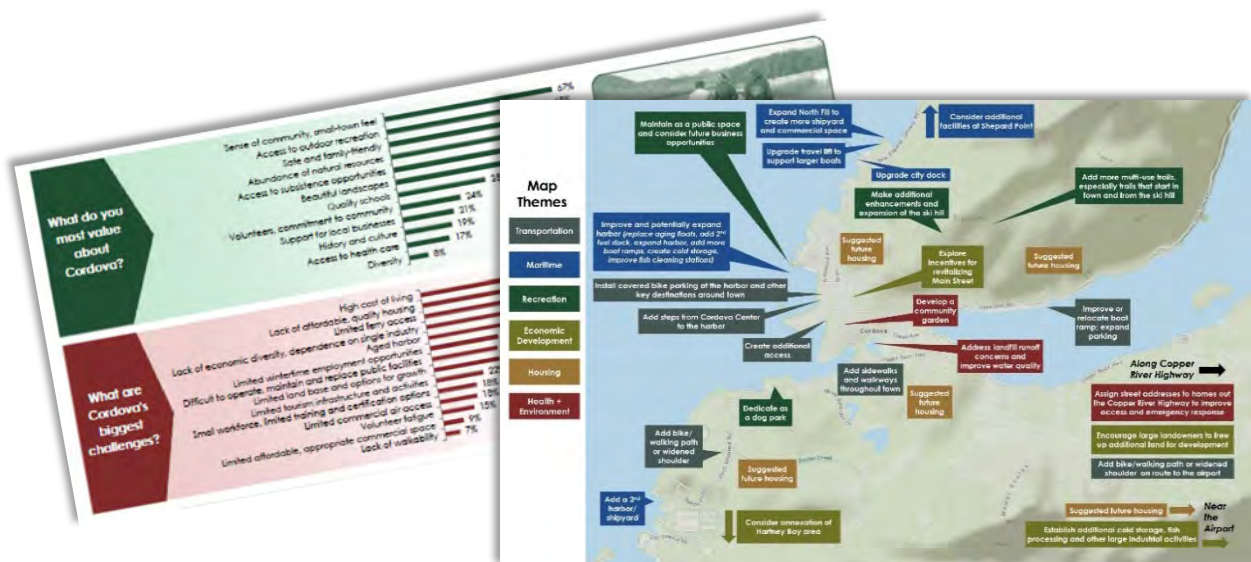 67%
What do you
most value
about
Cordova?
Sense of community, small-town feel
Access to outdoor recreation
Safe and family-friendly
Abundance of natural resources
Access to subsistence opportunities
Beautiful landscapes
Quality schools
Volunteers, commitment to community
Support for local businesses
History and culture
Access to health care
Diversity
24%
21%
19%
17%
8%
What are
Cordova's
biggest
challenges?
High cost of living
Lack of affordable, quality housing
Limited ferry access
Lack of economic diversity, dependence on single industry
Aged harbor
Limited wintertime employment opportunities
Difficult to operate, maintain and replace public facilities
Limited land base and options for growth
Limited tourism infrastructure and activities
Small workforce, limited training and certification options
Limited commercial air access
Volunteer fatigue
Limited affordable, appropriate commercial space
Lack of walkability
18%
18%
15%
9%
7%
Map
Themes
Transportation
Maritime
Recreation
Economic
Development
Housing
Health +
Environment
Maintain as a public space
and consider future business
opportunities
Expand North Fill to
create more shipyard
and commercial space
Consider additional
facilities at Shepard Point
Upgrade travel lift to
support larger boats
Upgrade city dock
Make additional
enhancements and
expansion of the ski hill
Add more multi-use trails,
especially trails that start in
town and from the ski hill
Improve and potentially expand
harbor (replace aging floats, add 2nd
fuel dock, expand harbor, add more
boat ramps, create cold storage,
improve fish cleaning stations)
Suggested
future housing
Explore
incentives for
revitalizing
Main Street
Suggested
future housing
Install covered bike parking at the harbor and other
key destinations around town
Develop a
community
garden
Add steps from Cordova Center
to the harbor
Improve or
relocate boat
ramp; expand
parking
Cordova
Create additional
access
Address landfill runoff
concerns and
improve water quality
Along Copper
River Highway
Add sidewalks
and walkways
throughout town
Suggested
future housing
Assign street addresses to homes out
the Copper River Highway to improve
access and emergency response
Dedicate as
a dog park
Encourage large landowners to free
up additional land for development
Add bike/
walking path
or widened
shoulder
Add bike/walking path or widened
shoulder on route to the airport
Suggested
future housing
Add a 2nd
harbor/
shipyard
Consider annexation of
Hartney Bay area
Suggested future housing
Near
the
Airport
Establish additional cold storage, fish
processing and other large industrial activities